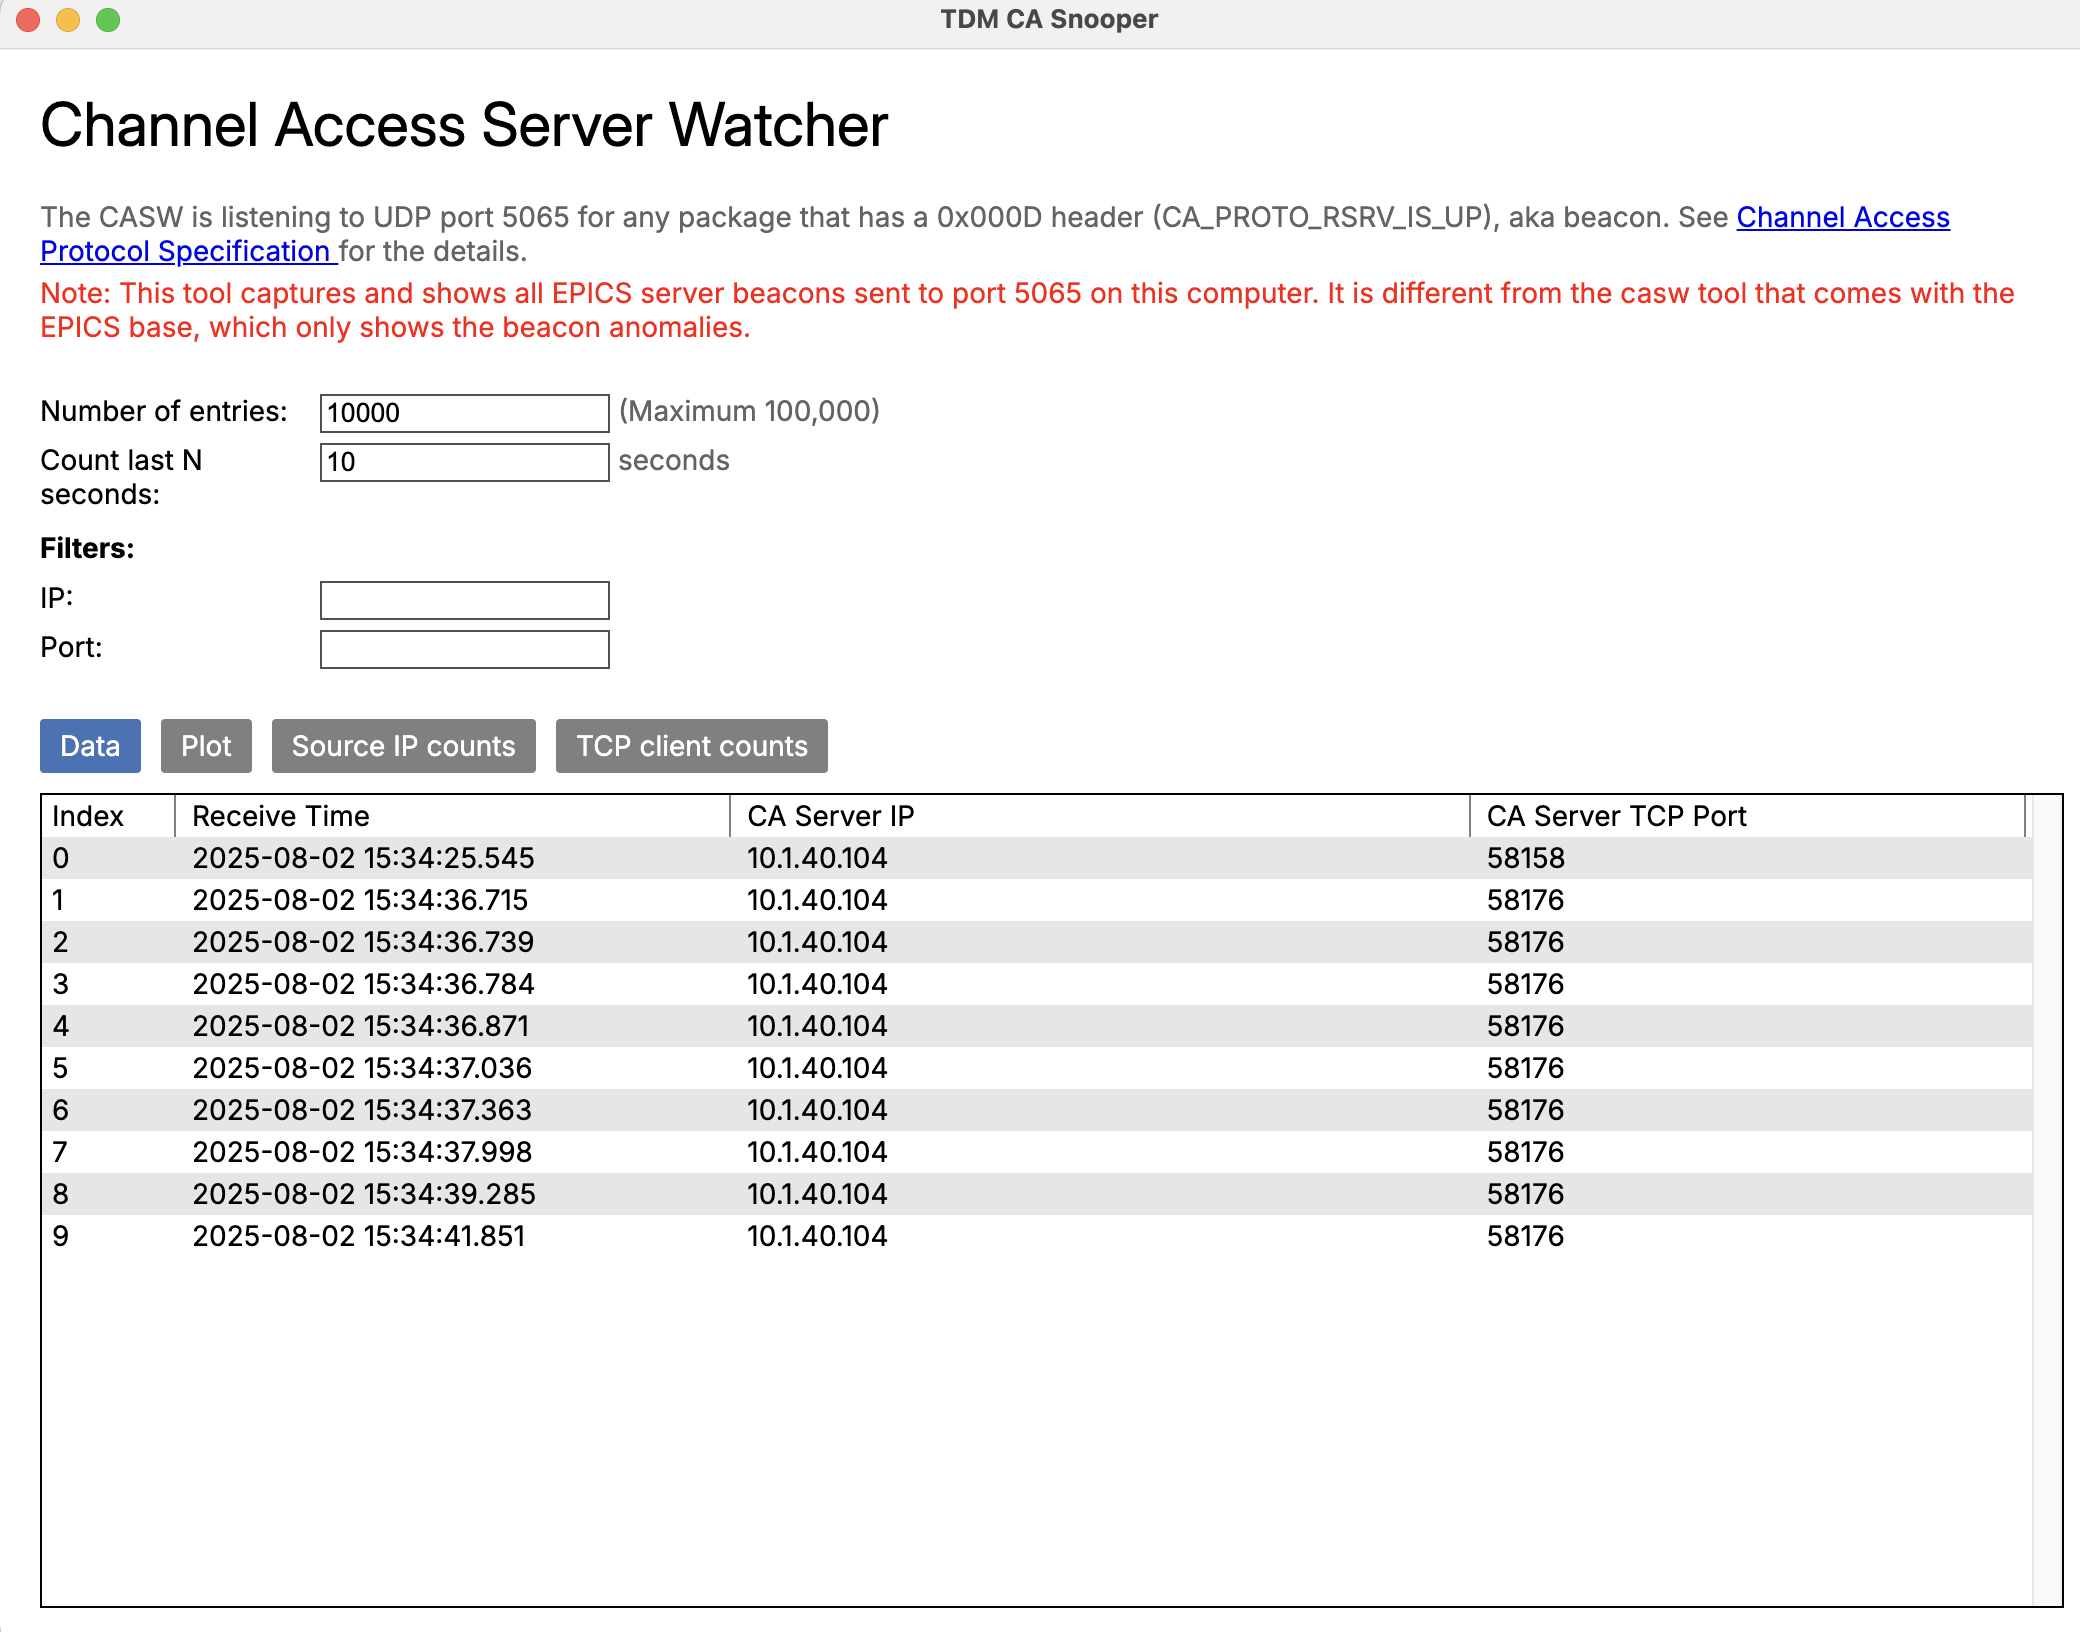 TDM CA Snooper
Channel Access Server Watcher
The CASW is listening to UDP port 5065 for any package that has a 0x000D header (CA_PROTO_RSRV_IS_UP), aka beacon. See Channel Access
Protocol Specification for the details.
Note: This tool captures and shows all EPICS server beacons sent to port 5065 on this computer. It is different from the casw tool that comes with the
EPICS base, which only shows the beacon anomalies.
Number of entries: 10000 (Maximum 100,000)
Count last N 10 seconds
seconds:
Filters:
IP:
Port:
Data Plot Source IP counts TCP client counts
Index Receive Time CA Server IP CA Server TCP Port
0 2025-08-02 15:34:25.545 10.1.40.104 58158
1 2025-08-02 15:34:36.715 10.1.40.104 58176
2 2025-08-02 15:34:36.739 10.1.40.104 58176
3 2025-08-02 15:34:36.784 10.1.40.104 58176
4 2025-08-02 15:34:36.871 10.1.40.104 58176
5 2025-08-02 15:34:37.036 10.1.40.104 58176
6 2025-08-02 15:34:37.363 10.1.40.104 58176
7 2025-08-02 15:34:37.998 10.1.40.104 58176
8 2025-08-02 15:34:39.285 10.1.40.104 58176
9 2025-08-02 15:34:41.851 10.1.40.104 58176